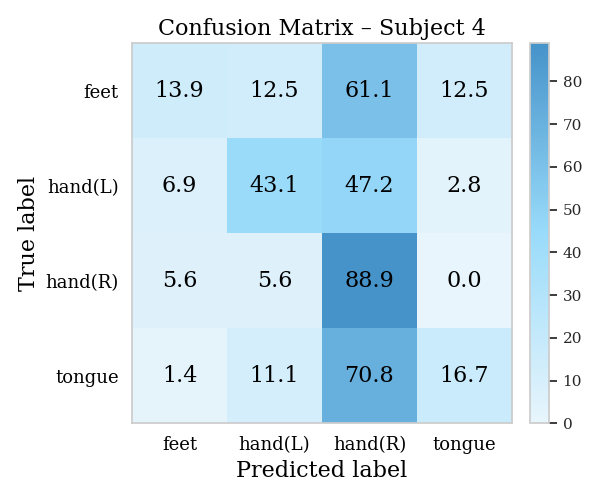 Confusion Matrix – Subject 4
feet 13.9 12.5 61.1 12.5
hand(L) 6.9 43.1 47.2 2.8
hand(R) 5.6 5.6 88.9 0.0
tongue 1.4 11.1 70.8 16.7
feet hand(L) hand(R) tongue
Predicted label
True label
80
70
60
50
40
30
20
10
0